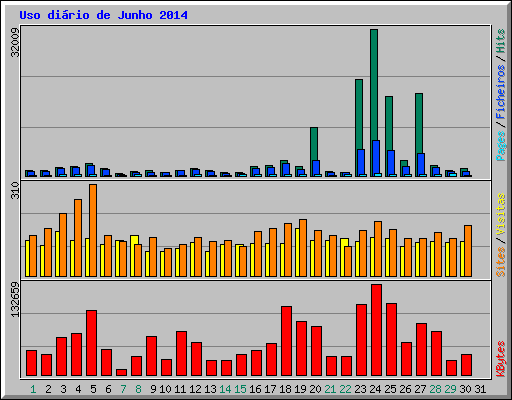 Uso diário de Junho 2014
32009
Pages / Ficheiros / Hits
310
Sites / Visitas
132659
KBytes
1 2 3 4 5 6 7 8 9 10 11 12 13 14 15 16 17 18 19 20 21 22 23 24 25 26 27 28 29 30 31